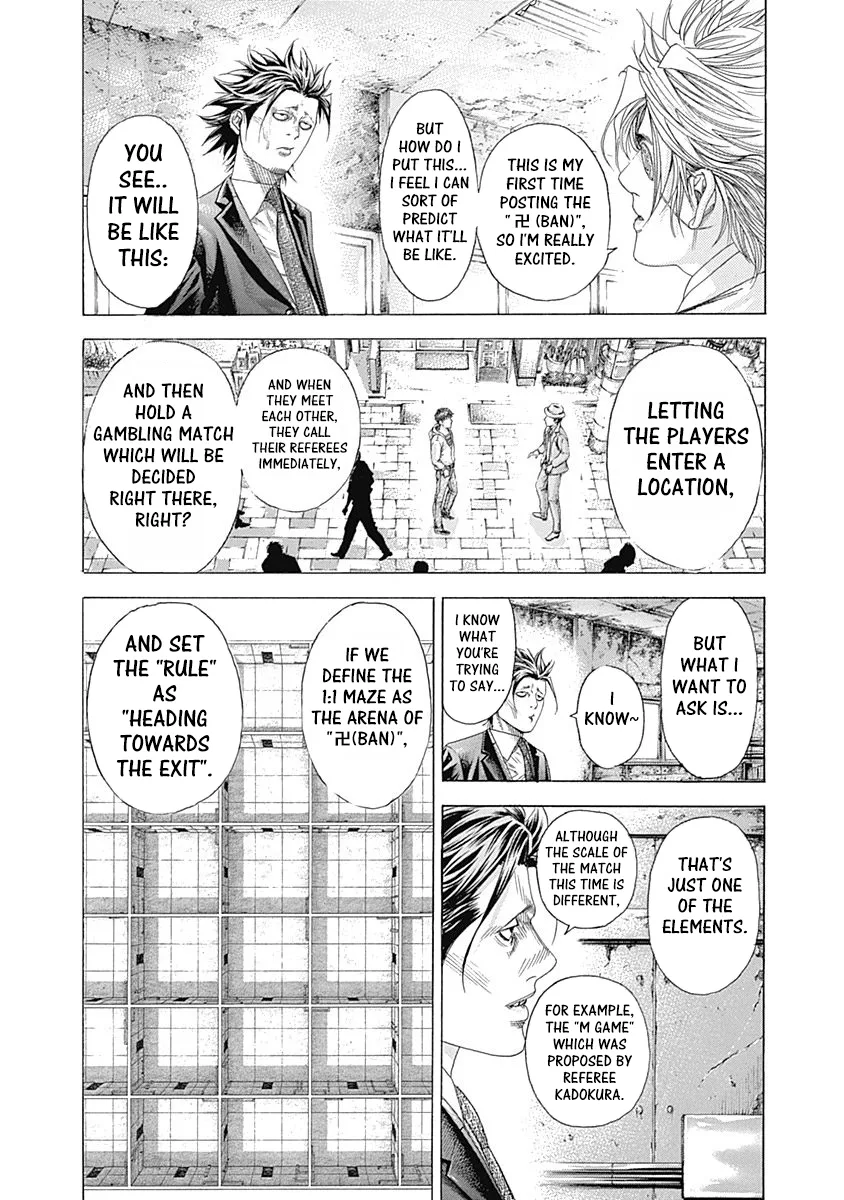 THIS IS MY
FIRST TIME
POSTING THE
"卍 (BAN)",
SO I'M REALLY
EXCITED.
BUT
HOW DO I
PUT THIS...
I FEEL I CAN
SORT OF
PREDICT
WHAT IT'LL
BE LIKE.
YOU
SEE..
IT WILL
BE LIKE
THIS:
LETTING
THE PLAYERS
ENTER A
LOCATION,
AND WHEN
THEY MEET
EACH OTHER,
THEY CALL
THEIR REFEREES
IMMEDIATELY,
AND THEN
HOLD A
GAMBLING MATCH
WHICH WILL BE
DECIDED
RIGHT THERE,
RIGHT?
BUT
WHAT I
WANT TO
ASK IS...
I
KNOW~
I KNOW
WHAT
YOU'RE
TRYING
TO SAY...
THAT'S
JUST ONE
OF THE
ELEMENTS.
ALTHOUGH
THE SCALE OF
THE MATCH
THIS TIME IS
DIFFERENT,
FOR EXAMPLE,
THE "M GAME"
WHICH WAS
PROPOSED BY
REFEREE
KADOKURA.
IF WE
DEFINE THE
1:1 MAZE AS
THE ARENA OF
"卍(BAN)",
AND SET
THE "RULE"
AS
"HEADING
TOWARDS
THE EXIT".